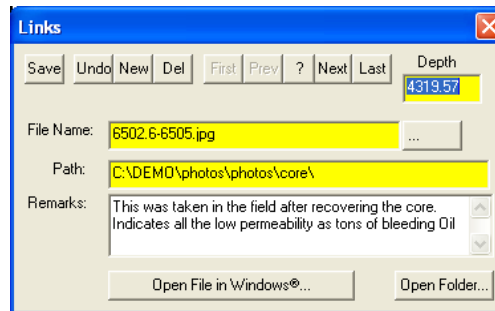 Links
Save Undo New Del First Prev ? Next Last Depth
4319.57
File Name: 6502.6-6505.jpg ...
Path: C:\DEMO\photos\photos\core\
Remarks: This was taken in the field after recovering the core.
Indicates all the low permeability as tons of bleeding Oil
Open File in Windows®... Open Folder...